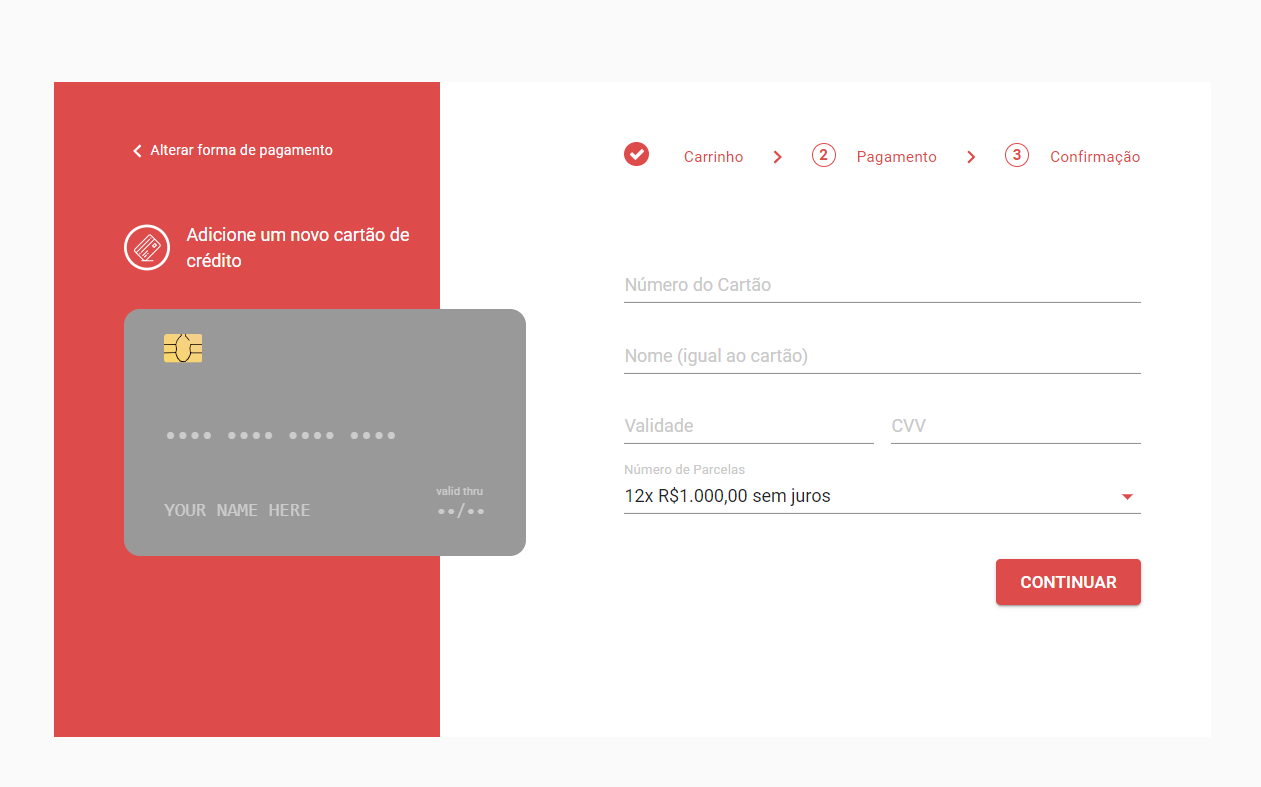 Alterar forma de pagamento
Adicione um novo cartão de
crédito
•••• •••• •••• ••••
valid thru
YOUR NAME HERE ••/••
Carrinho 2 Pagamento 3 Confirmação
Número do Cartão
Nome (igual ao cartão)
Validade CVV
Número de Parcelas
12x R$1.000,00 sem juros
CONTINUAR